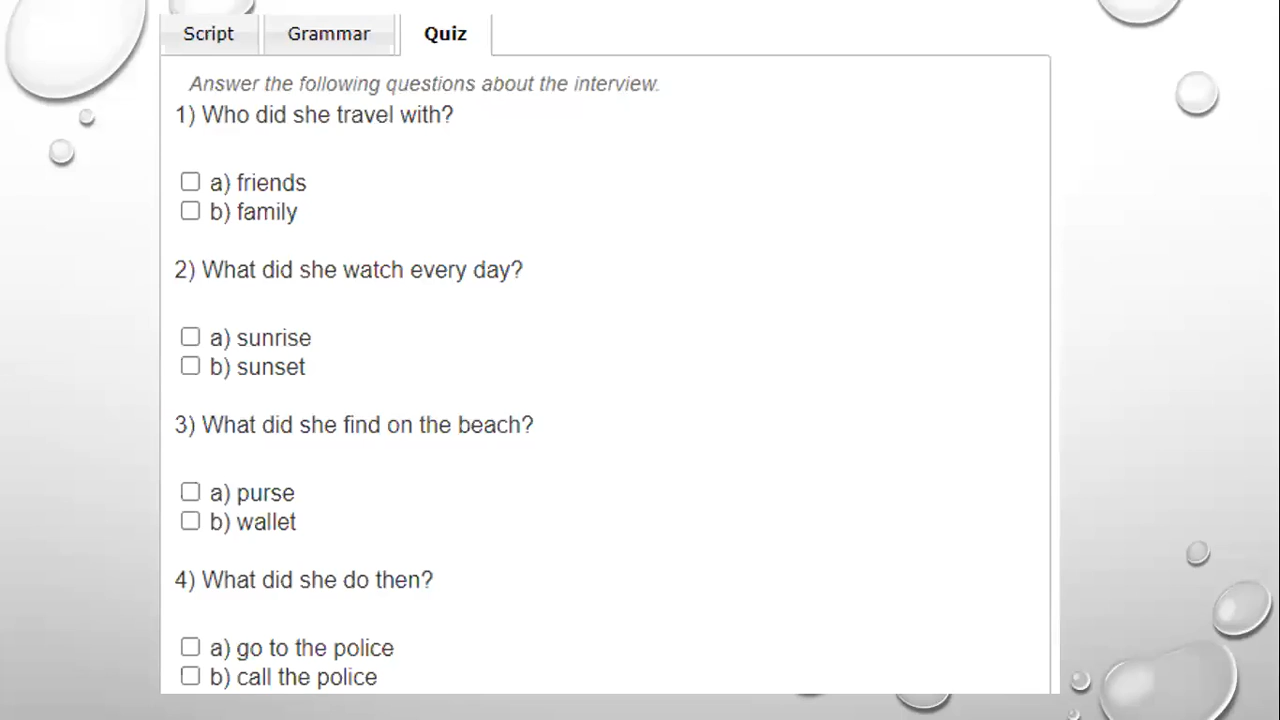 Script
Grammar
Quiz
Answer the following questions about the interview.
1) Who did she travel with?
a) friends
b) family
2) What did she watch every day?
a) sunrise
b) sunset
3) What did she find on the beach?
a) purse
b) wallet
4) What did she do then?
a) go to the police
b) call the police